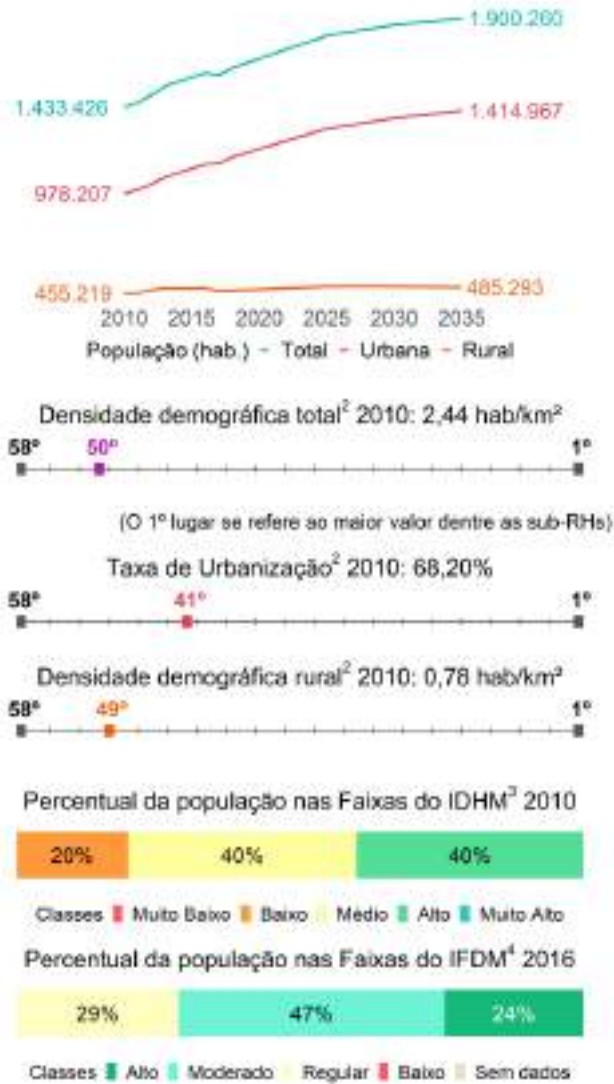 1.900.260
1.433.426
1.414.967
978.207
455.219
485.293
2010 2015 2020 2025 2030 2035
População (hab.) - Total - Urbana - Rural
Densidade demográfica total² 2010: 2,44 hab/km²
58º 50º 1º
(O 1º lugar se refere ao maior valor dentre as sub-RHs)
Taxa de Urbanização² 2010: 68,20%
58º 41º 1º
Densidade demográfica rural² 2010: 0,78 hab/km²
58º 49º 1º
Percentual da população nas Faixas do IDHM³ 2010
20% 40% 40%
Classes Muito Baixo Baixo Médio Alto Muito Alto
Percentual da população nas Faixas do IFDM⁴ 2016
29% 47% 24%
Classes Alto Moderado Regular Baixo Sem dados